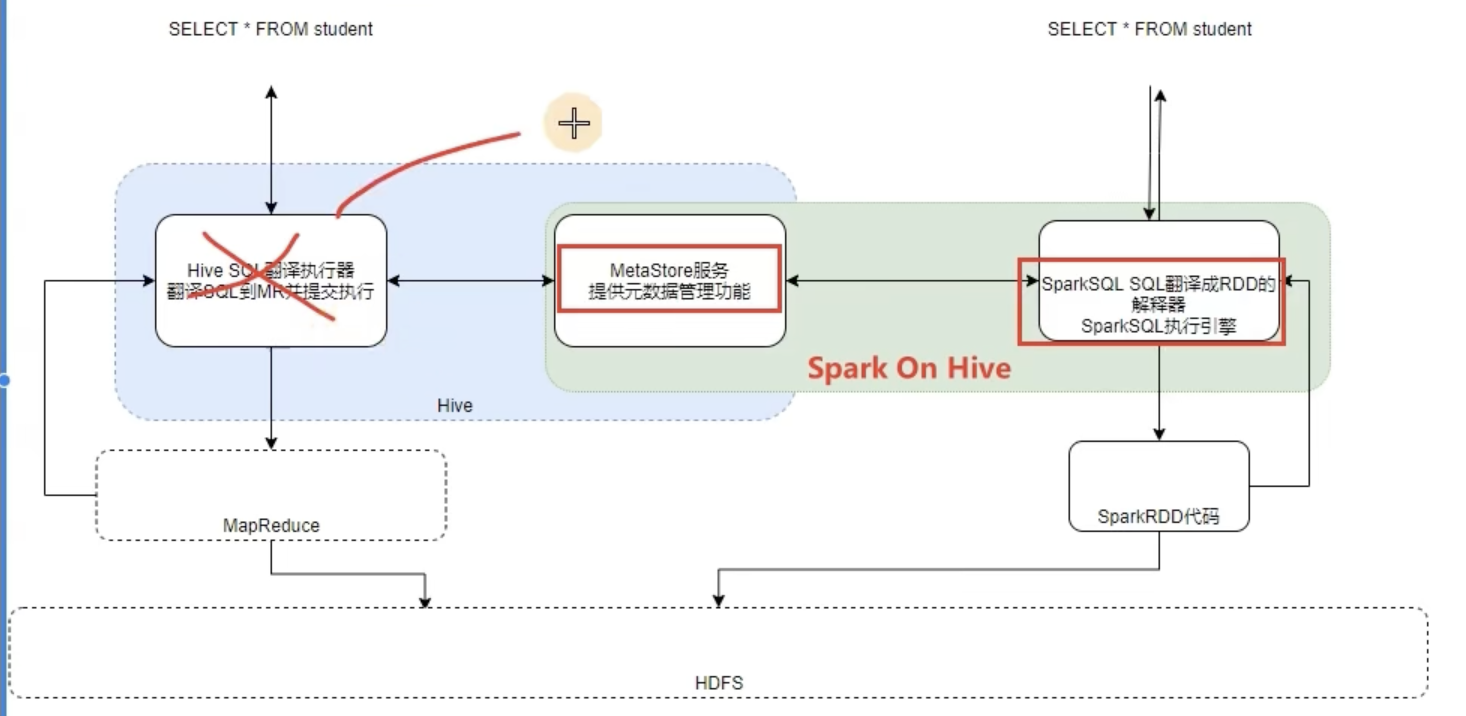 SELECT * FROM student
SELECT * FROM student
Hive SQL翻译执行器
翻译SQL到MR并提交执行
MetaStore服务
提供元数据管理功能
SparkSQL SQL翻译成RDD的
解释器
SparkSQL执行引擎
Spark On Hive
Hive
MapReduce
SparkRDD代码
HDFS